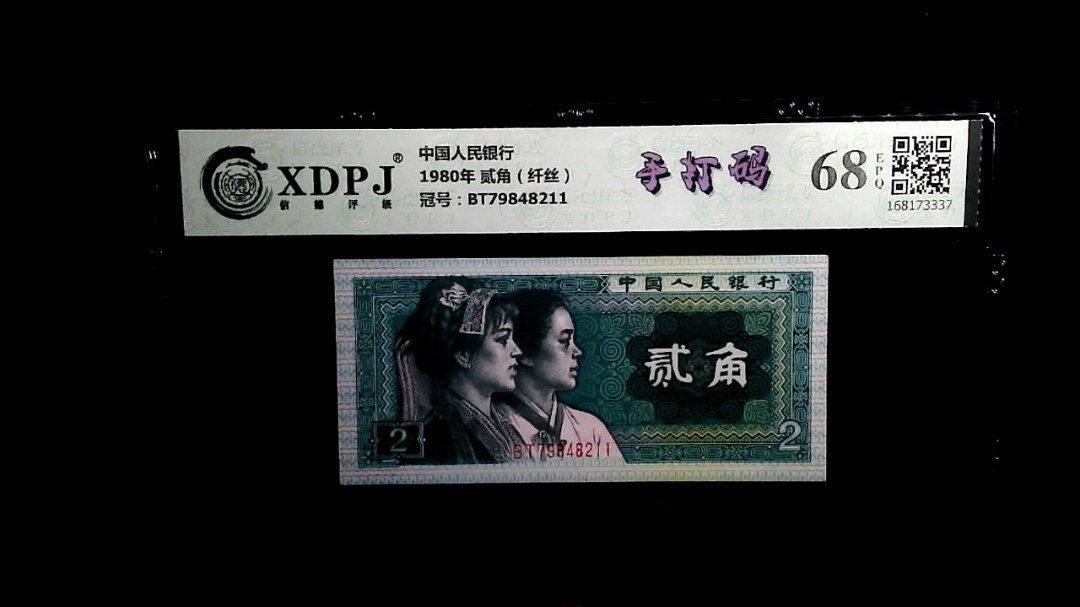 XDPJ®
信德评级
中国人民银行
1980年 贰角（纤丝）
冠号：BT79848211
手打码
68
EPQ
168173337
中国人民银行
贰角
2
BT79848211
2